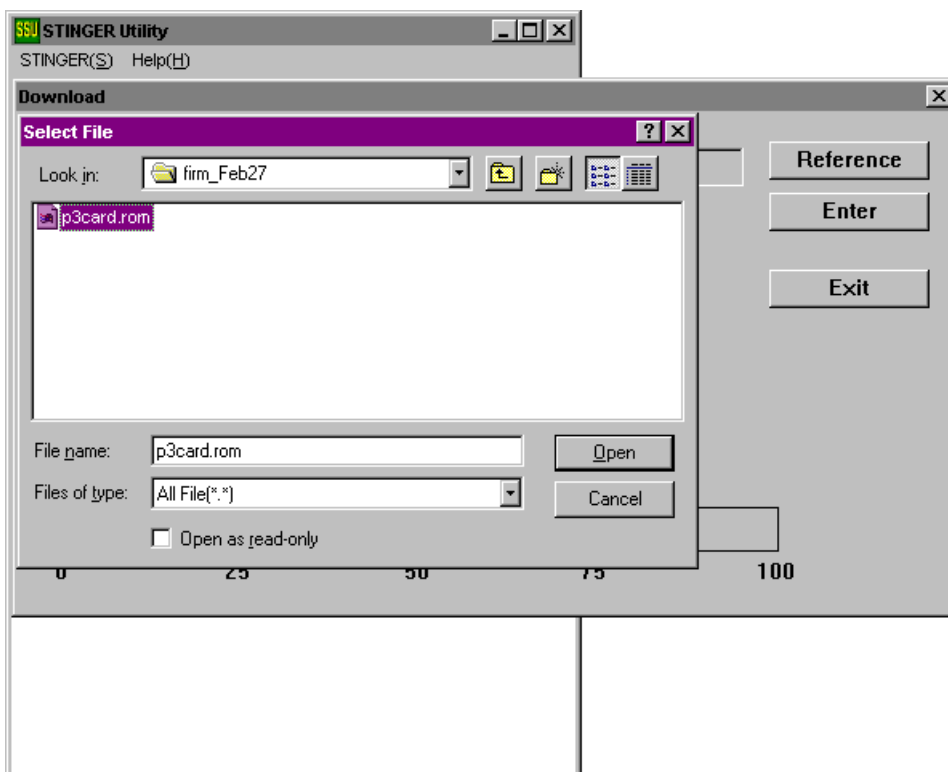 SSU STINGER Utility
STINGER(S) Help(H)
Download
Select File
Look in: firm_Feb27
p3card.rom
Reference
Enter
Exit
File name: p3card.rom
Open
Files of type: All File(*.*)
Cancel
Open as read-only
0 25 50 75 100